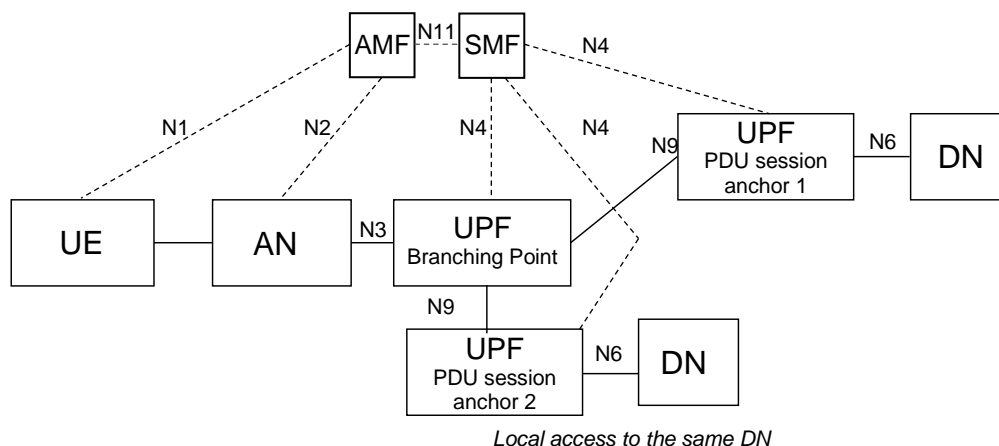 N11
AMF
SMF
N4
N1
N2
N4
N4
UPF
PDU session
anchor 1
N9
N6
DN
UE
AN
N3
UPF
Branching Point
N9
UPF
PDU session
anchor 2
N6
DN
Local access to the same DN